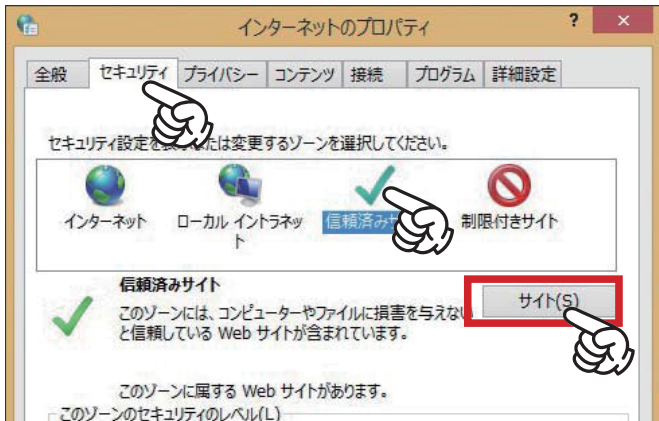 インターネットのプロパティ
?
×
全般 セキュリティ プライバシー コンテンツ 接続 プログラム 詳細設定
セキュリティ設定を表示または変更するゾーンを選択してください。
インターネット ローカル イントラネット 信頼済みサ 制限付きサイト
信頼済みサイト
サイト(S)
このゾーンには、コンピューターやファイルに損害を与えない
と信頼している Web サイトが含まれています。
このゾーンに属する Web サイトがあります。
このゾーンのセキュリティのレベル(L)